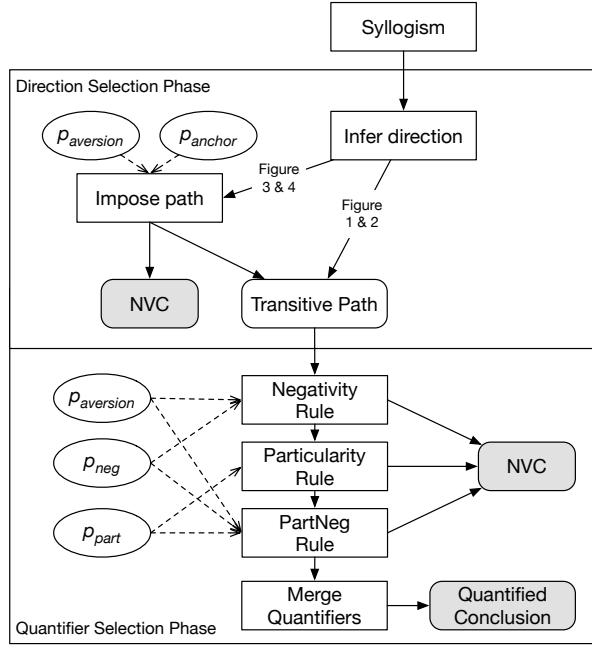 Syllogism
Direction Selection Phase
p_aversion
p_anchor
Infer direction
Figure
3 & 4
Impose path
Figure
1 & 2
NVC
Transitive Path
p_aversion
Negativity
Rule
p_neg
Particularity
Rule
NVC
p_part
PartNeg
Rule
Merge
Quantifiers
Quantified
Conclusion
Quantifier Selection Phase